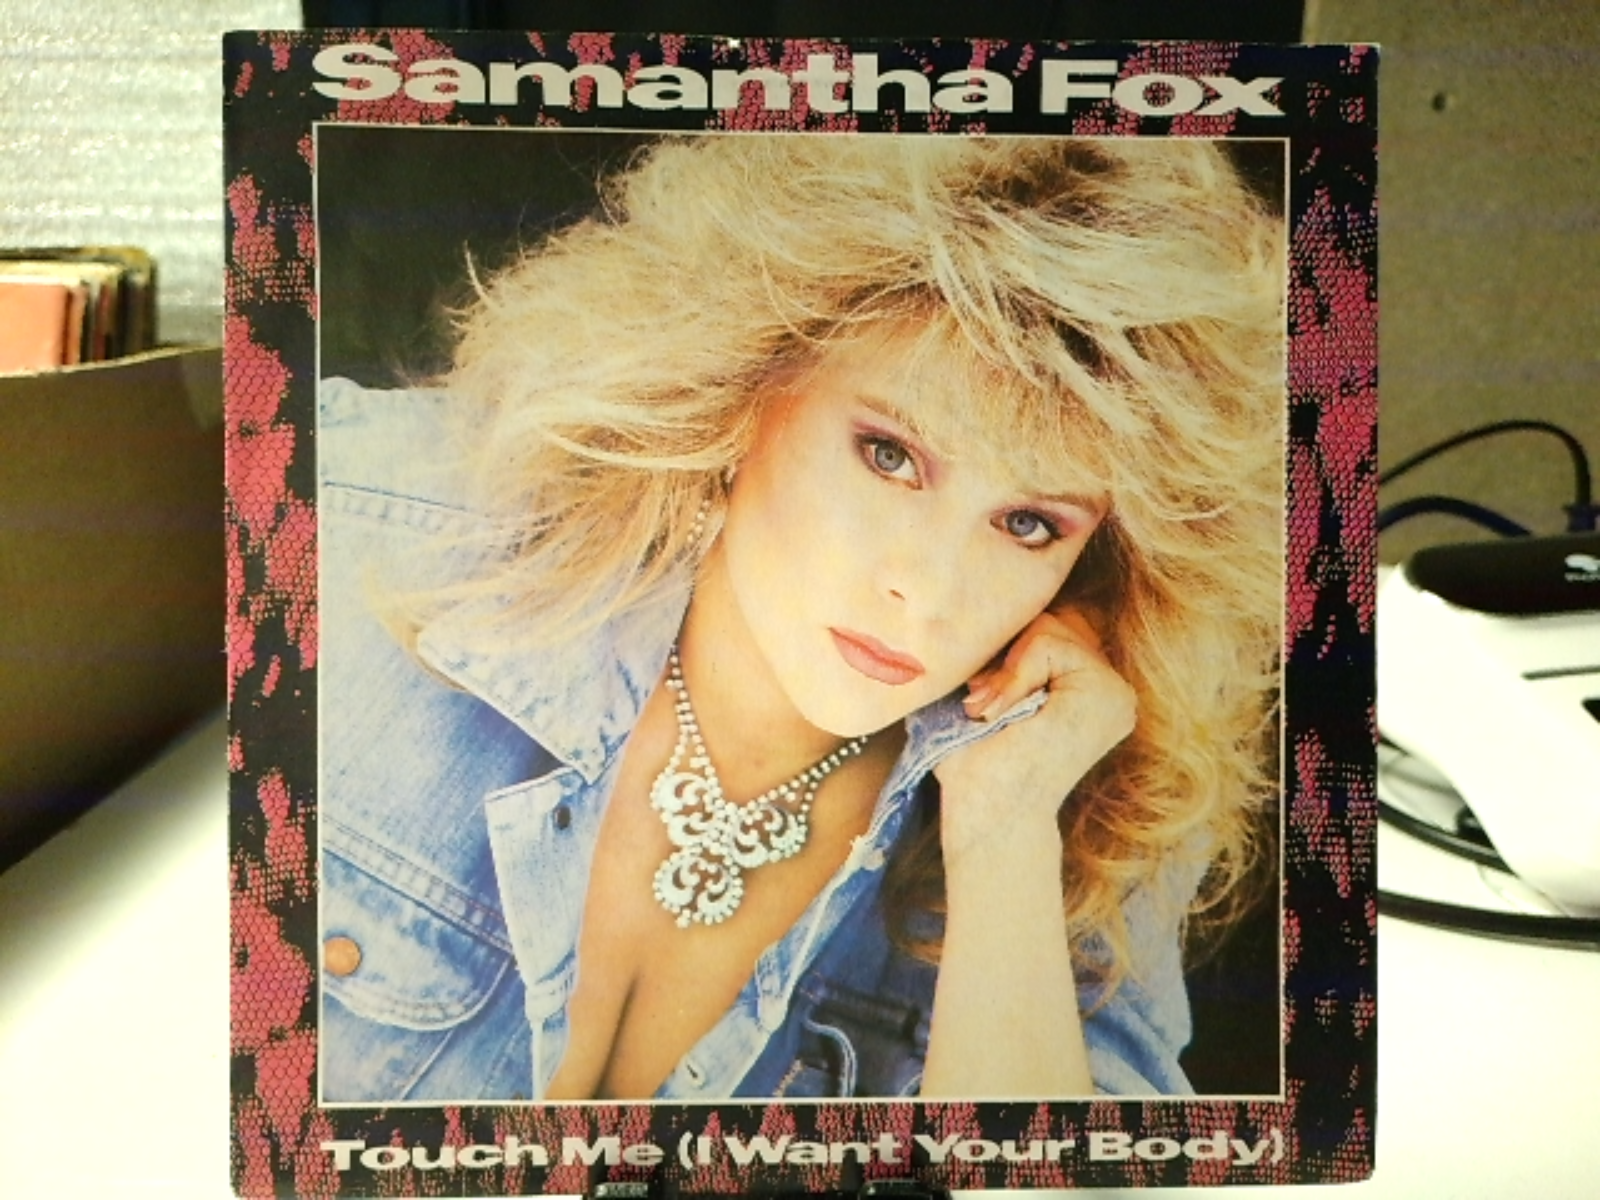 Samantha Fox
Touch Me (I Want Your Body)